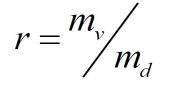 r = m_v / m_d